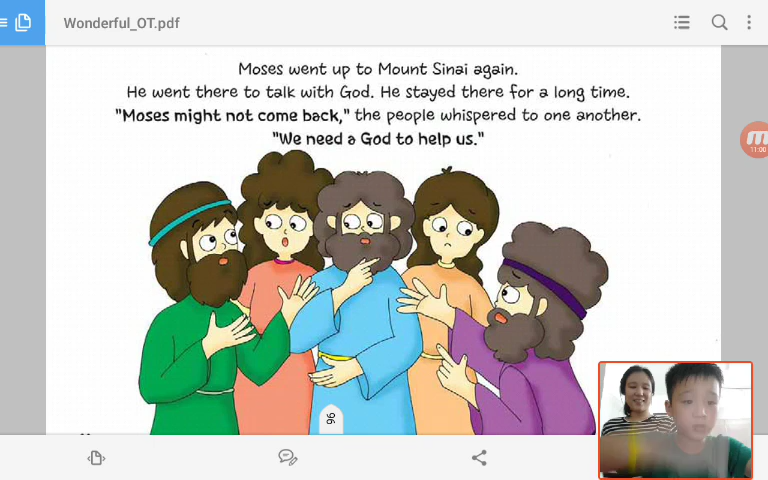 Wonderful_OT.pdf
Moses went up to Mount Sinai again.
He went there to talk with God. He stayed there for a long time.
"Moses might not come back," the people whispered to one another.
"We need a God to help us."
11:00
96